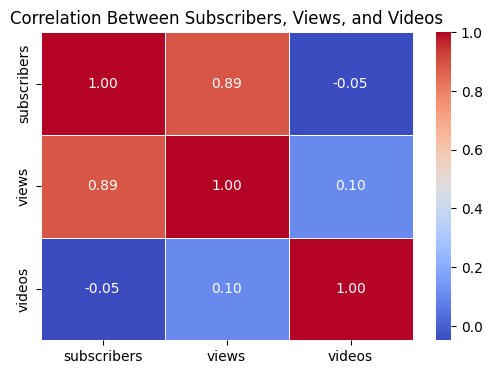 Correlation Between Subscribers, Views, and Videos
subscribers
1.00 0.89 -0.05
views
0.89 1.00 0.10
videos
-0.05 0.10 1.00
subscribers views videos
1.0
0.8
0.6
0.4
0.2
0.0